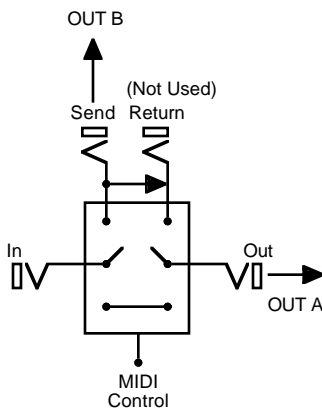 OUT B
(Not Used)
Send Return
In
Out
OUT A
MIDI
Control